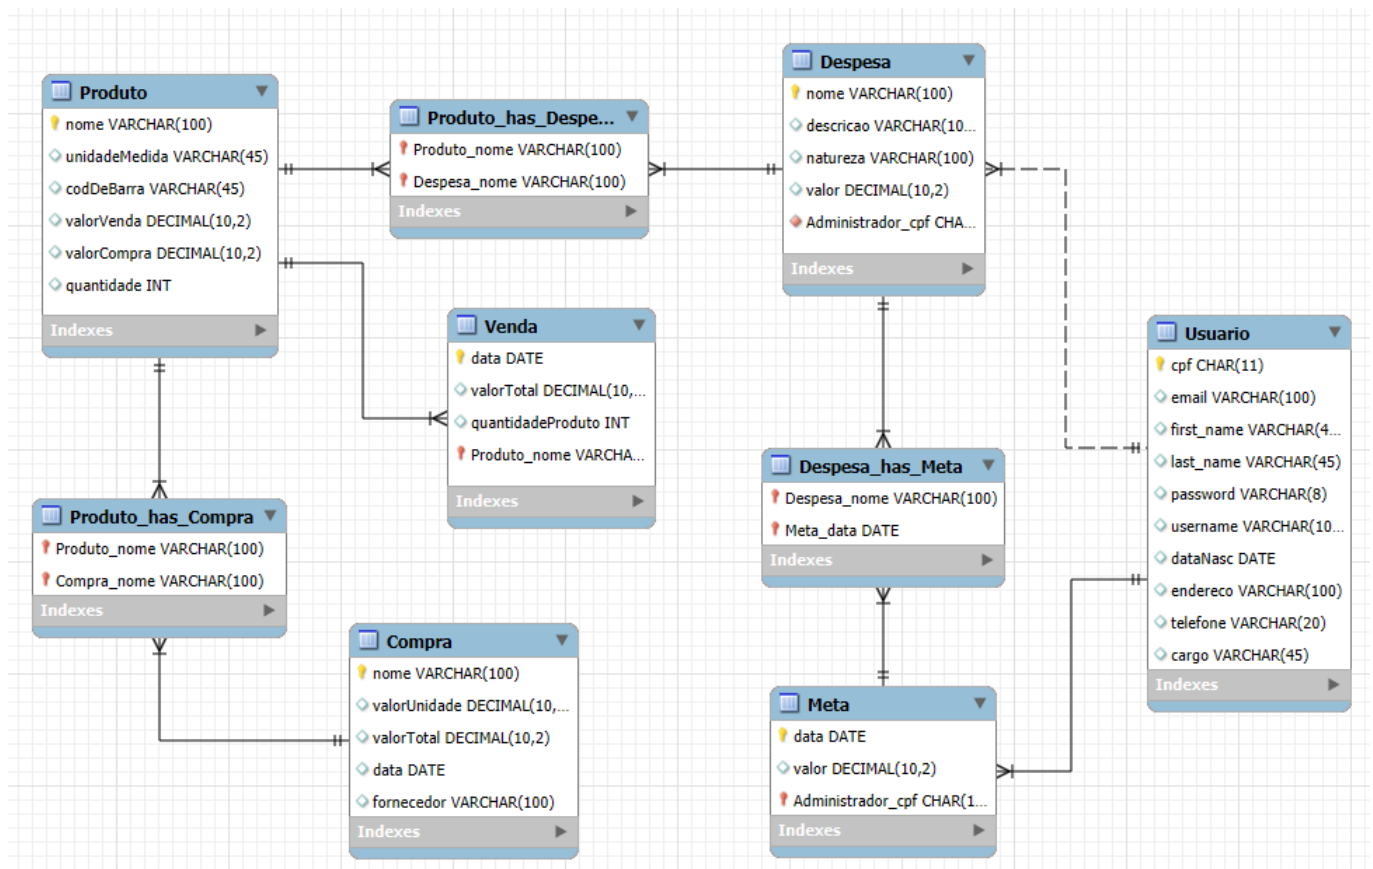 Produto
nome VARCHAR(100)
unidadeMedida VARCHAR(45)
codDeBarra VARCHAR(45)
valorVenda DECIMAL(10,2)
valorCompra DECIMAL(10,2)
quantidade INT
Indexes
Produto_has_Despe...
Produto_nome VARCHAR(100)
Despesa_nome VARCHAR(100)
Indexes
Despesa
nome VARCHAR(100)
descricao VARCHAR(10...
natureza VARCHAR(100)
valor DECIMAL(10,2)
Administrador_cpf CHA...
Indexes
Venda
data DATE
valorTotal DECIMAL(10,...
quantidadeProduto INT
Produto_nome VARCHA...
Indexes
Usuario
cpf CHAR(11)
email VARCHAR(100)
first_name VARCHAR(4...
last_name VARCHAR(45)
password VARCHAR(8)
username VARCHAR(10...
dataNasc DATE
endereco VARCHAR(100)
telefone VARCHAR(20)
cargo VARCHAR(45)
Indexes
Despesa_has_Meta
Despesa_nome VARCHAR(100)
Meta_data DATE
Indexes
Produto_has_Compra
Produto_nome VARCHAR(100)
Compra_nome VARCHAR(100)
Indexes
Compra
nome VARCHAR(100)
valorUnidade DECIMAL(10,...
valorTotal DECIMAL(10,2)
data DATE
fornecedor VARCHAR(100)
Indexes
Meta
data DATE
valor DECIMAL(10,2)
Administrador_cpf CHAR(1...
Indexes